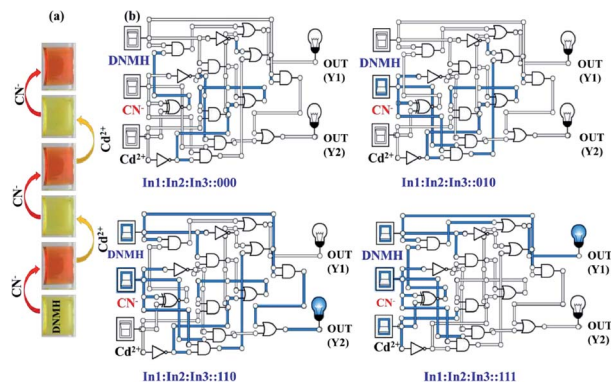 (a)
CN-
Cd2+
CN-
Cd2+
CN-
DNMH
(b)
DNMH
CN-
Cd2+
OUT
(Y1)
OUT
(Y2)
In1:In2:In3::000
DNMH
CN-
Cd2+
OUT
(Y1)
OUT
(Y2)
In1:In2:In3::010
DNMH
CN-
Cd2+
OUT
(Y1)
OUT
(Y2)
In1:In2:In3::110
DNMH
CN-
Cd2+
OUT
(Y1)
OUT
(Y2)
In1:In2:In3::111